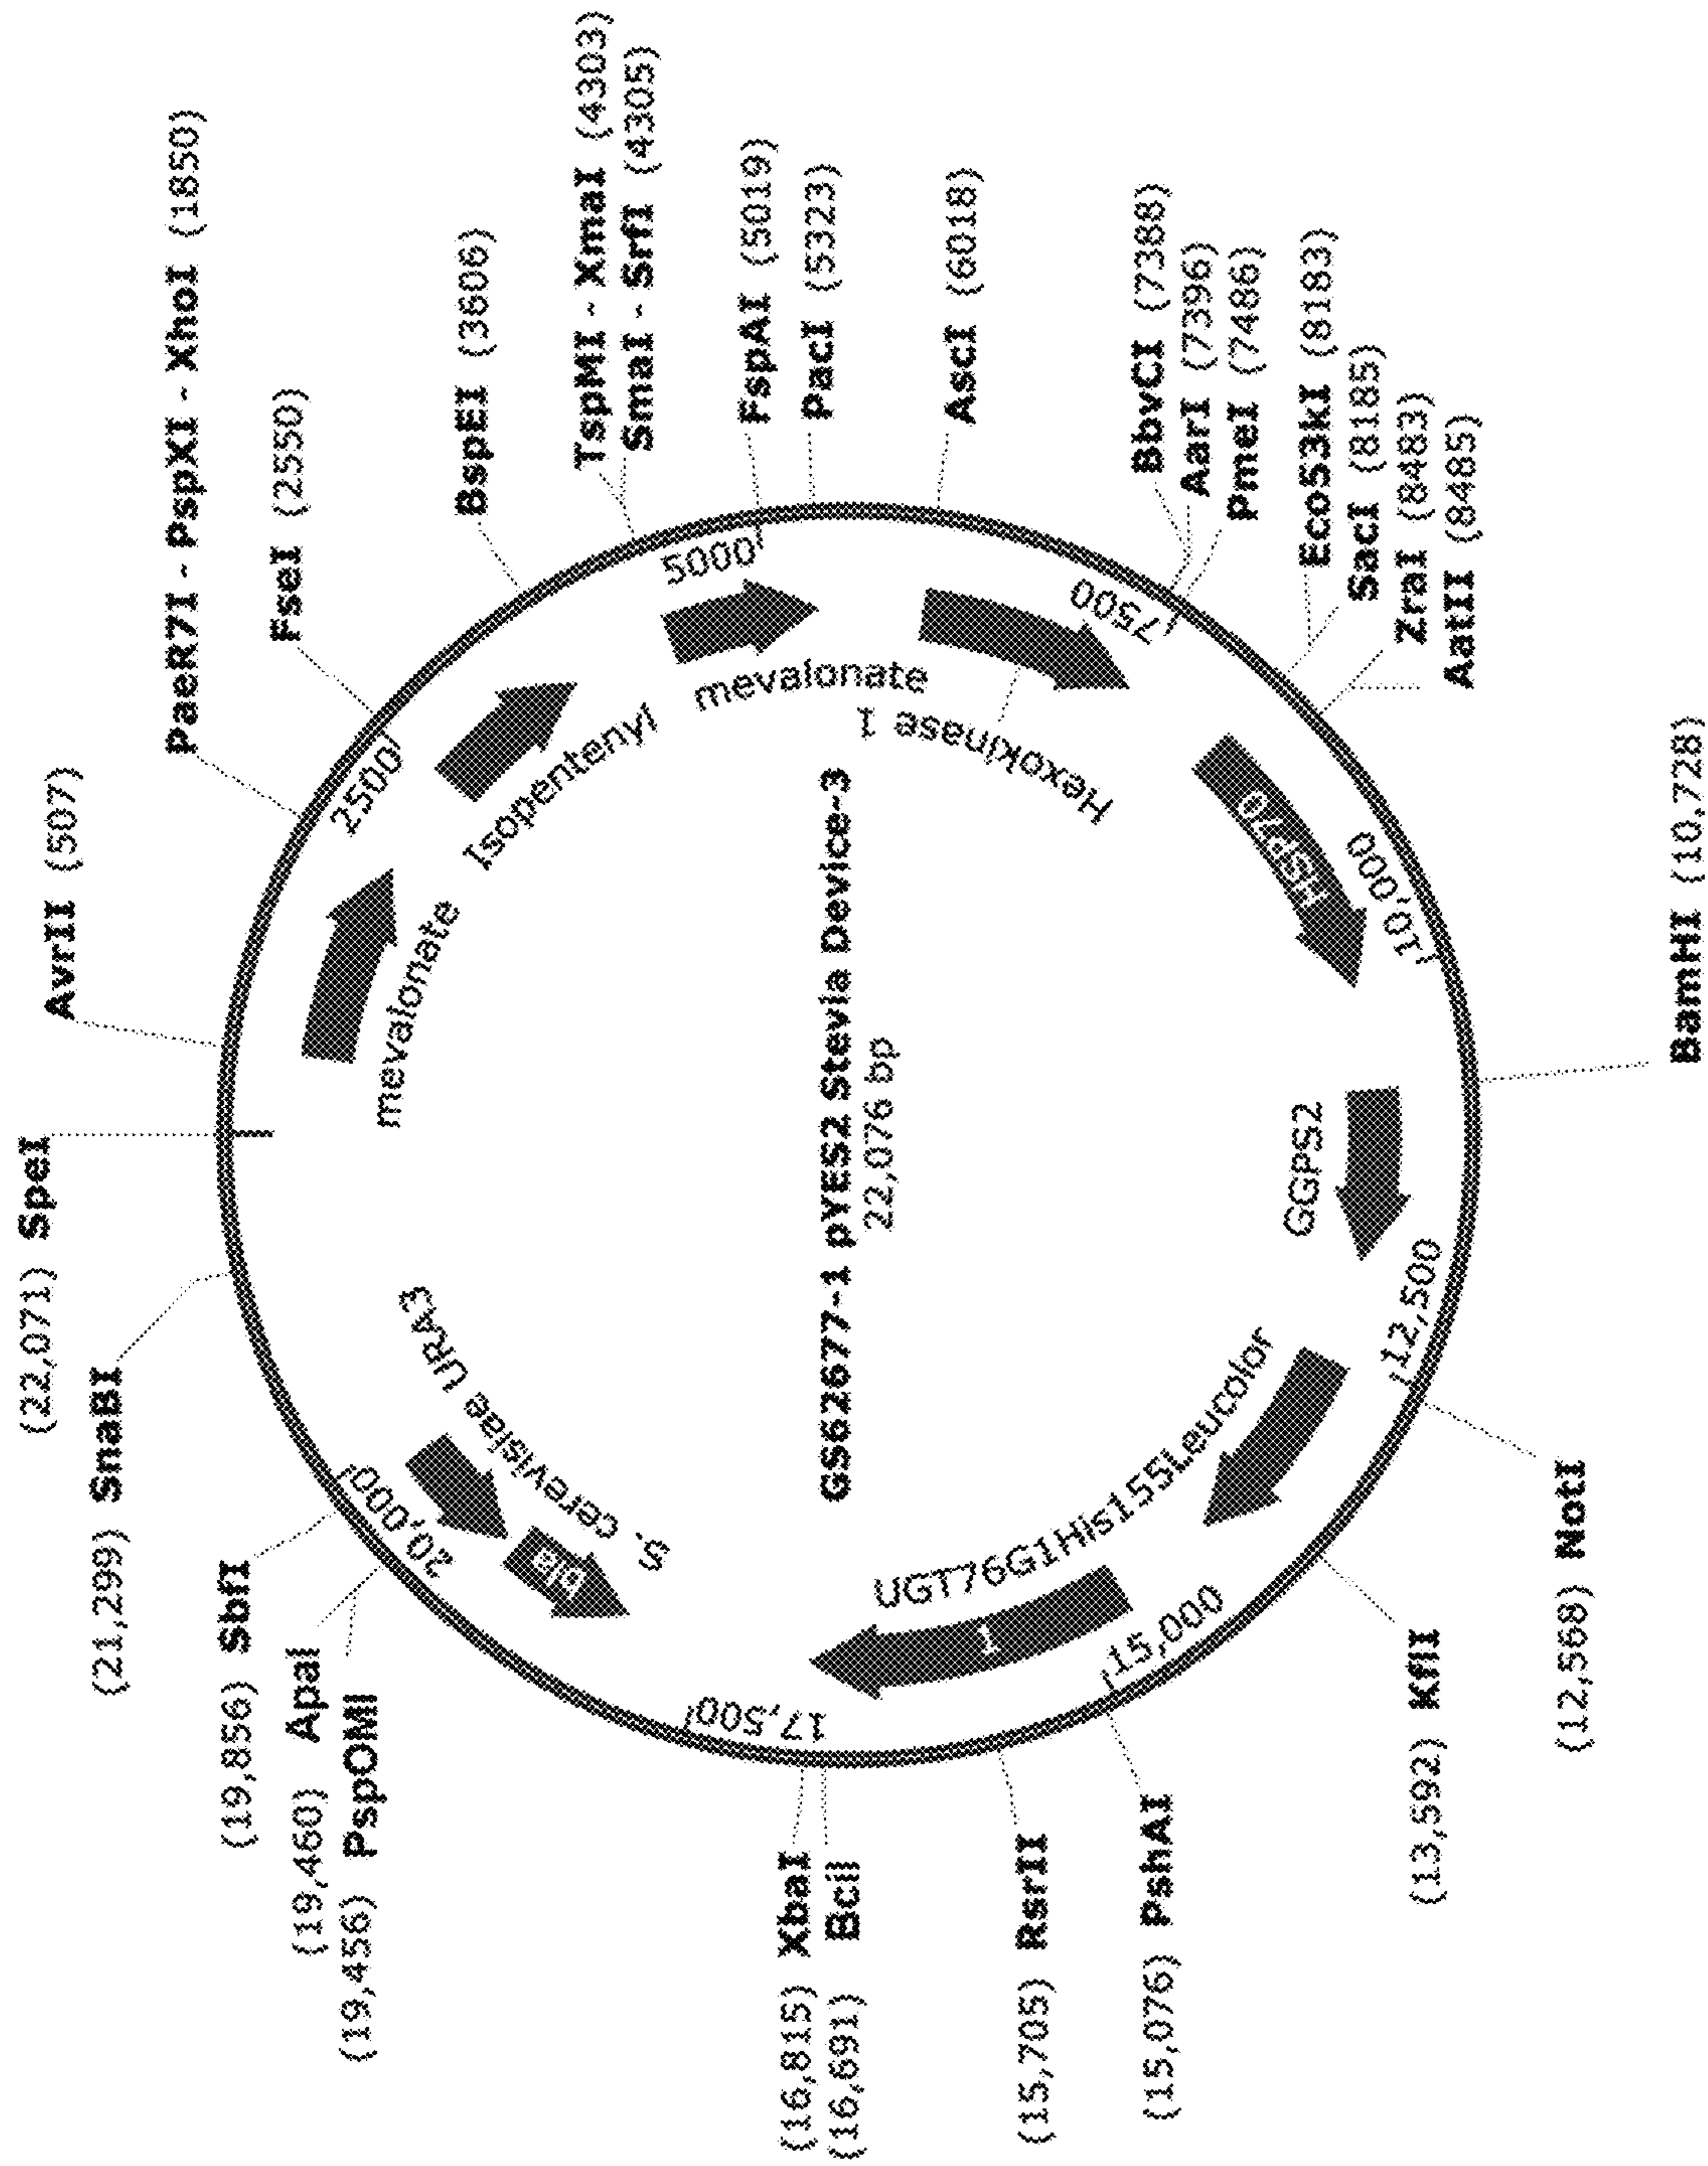 (22,071) SpeI
AvrII (507)
PaeR7I - PspXI - XhoI (1850)
FseI (2550)
BspEI (3606)
TspMI - XmaI (4303)
SmaI - SrfI (4305)
FspAI (5019)
PacI (5323)
AscI (6018)
BbvCI (7388)
AarI (7396)
PmeI (7486)
Eco53kI (8183)
SacI (8185)
ZraI (8483)
AatII (8485)
BamHI (10,728)
(12,568) NotI
(13,592) KflI
(15,076) PshAI
(15,705) RsrII
(16,691) BciI
(16,815) XbaI
(19,456) PspOMI
(19,460) ApaI
(19,856) SbfI
(21,299) SnaBI
2500
5000
7500
10,000
12,500
15,000
17,500
20,000
mevalonate
Isopentenyl
mevalonate
Hexokinase 1
HSP70
GGPS2
UGT76G1His155Leucolor
1
bla
S. cerevisiae URA3
GS62677-1 pYES2 Stevia Device-3
22,076 bp